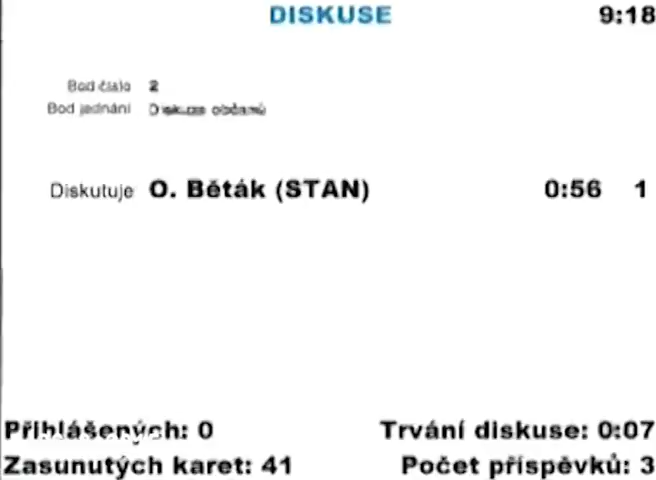 DISKUSE 9:18
Bod číslo 2
Bod jednání Diskuze občanů
Diskutuje O. Běták (STAN) 0:56 1
Přihlášených: 0 Trvání diskuse: 0:07
Zasunutých karet: 41 Počet příspěvků: 3